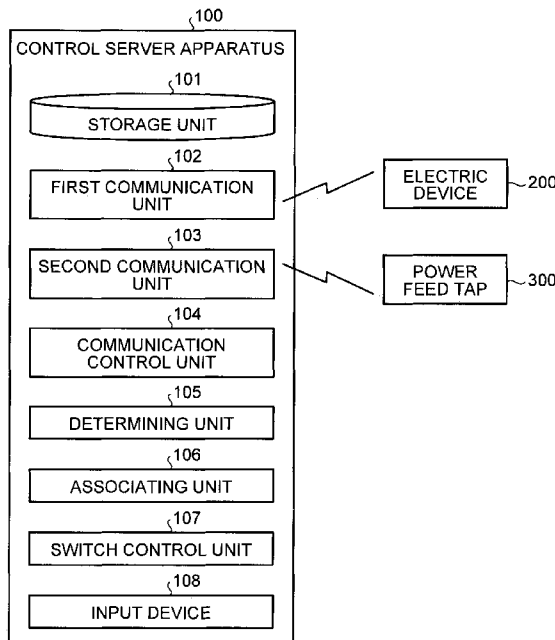 100
CONTROL SERVER APPARATUS
101
STORAGE UNIT
102
FIRST COMMUNICATION
UNIT
ELECTRIC
DEVICE
200
103
SECOND COMMUNICATION
UNIT
POWER
FEED TAP
300
104
COMMUNICATION
CONTROL UNIT
105
DETERMINING UNIT
106
ASSOCIATING UNIT
107
SWITCH CONTROL UNIT
108
INPUT DEVICE